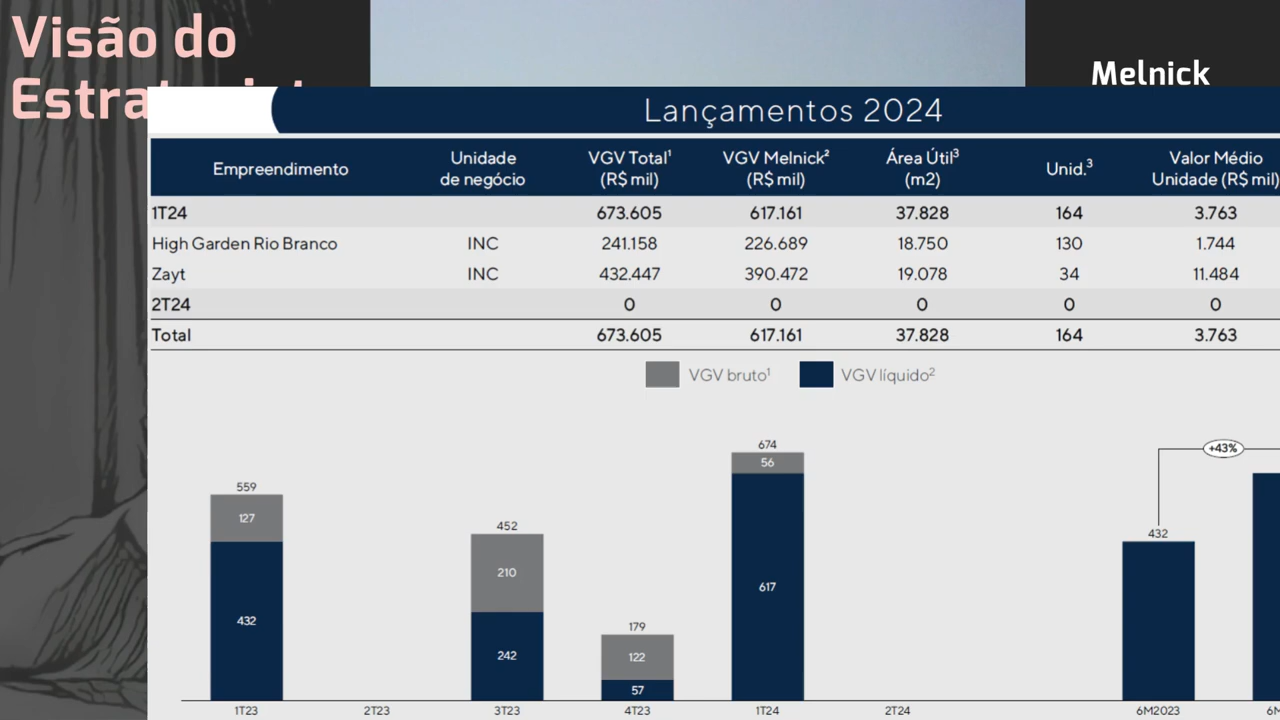 Visão do
Melnick
Lançamentos 2024
Empreendimento
Unidade
de negócio
VGV Total¹
(R$ mil)
VGV Melnick²
(R$ mil)
Área Útil³
(m2)
Unid.³
Valor Médio
Unidade (R$ mil)
1T24 673.605 617.161 37.828 164 3.763
High Garden Rio Branco INC 241.158 226.689 18.750 130 1.744
Zayt INC 432.447 390.472 19.078 34 11.484
2T24 0 0 0 0 0
Total 673.605 617.161 37.828 164 3.763
VGV bruto¹ VGV líquido²
559
127
432
452
210
242
179
122
57
674
56
617
+43%
432
1T23 2T23 3T23 4T23 1T24 2T24 6M2023